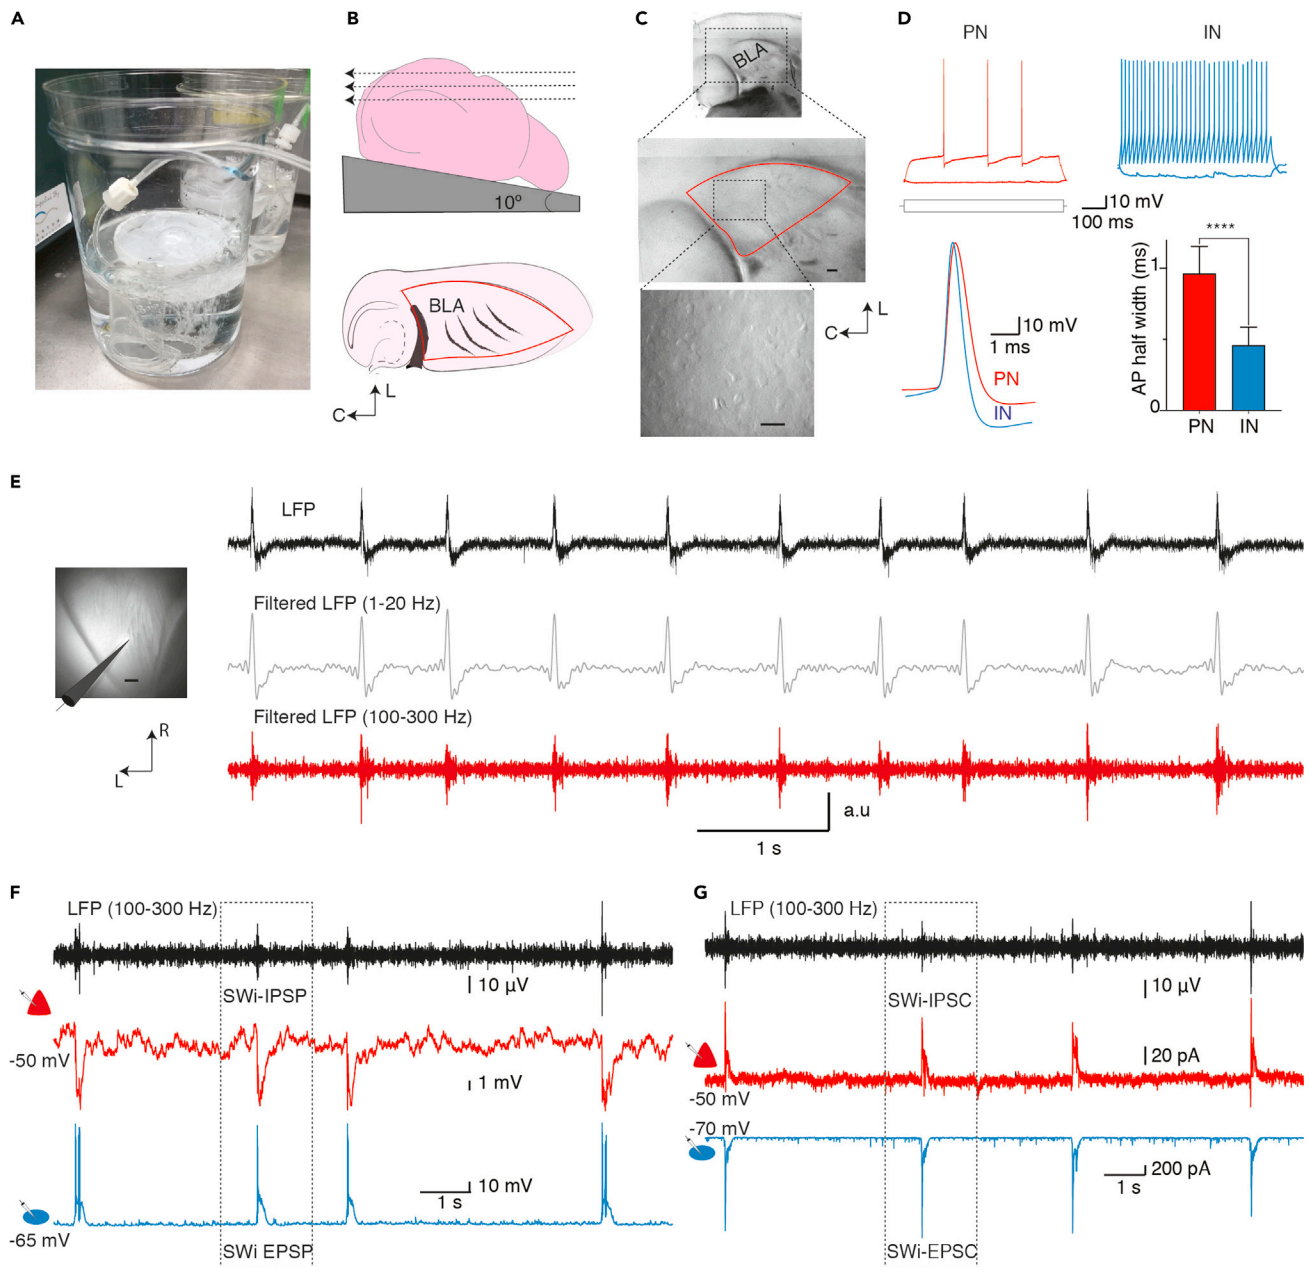 A
B
C
D
10º
BLA
C
L
BLA
C
L
PN
IN
10 mV
100 ms
10 mV
1 ms
PN
IN
****
AP half width (ms)
1
0
PN
IN
E
LFP
Filtered LFP (1-20 Hz)
Filtered LFP (100-300 Hz)
R
L
a.u
1 s
F
LFP (100-300 Hz)
10 µV
SWi-IPSP
-50 mV
1 mV
10 mV
1 s
-65 mV
SWi EPSP
G
LFP (100-300 Hz)
10 µV
SWi-IPSC
20 pA
-50 mV
-70 mV
200 pA
1 s
SWi-EPSC